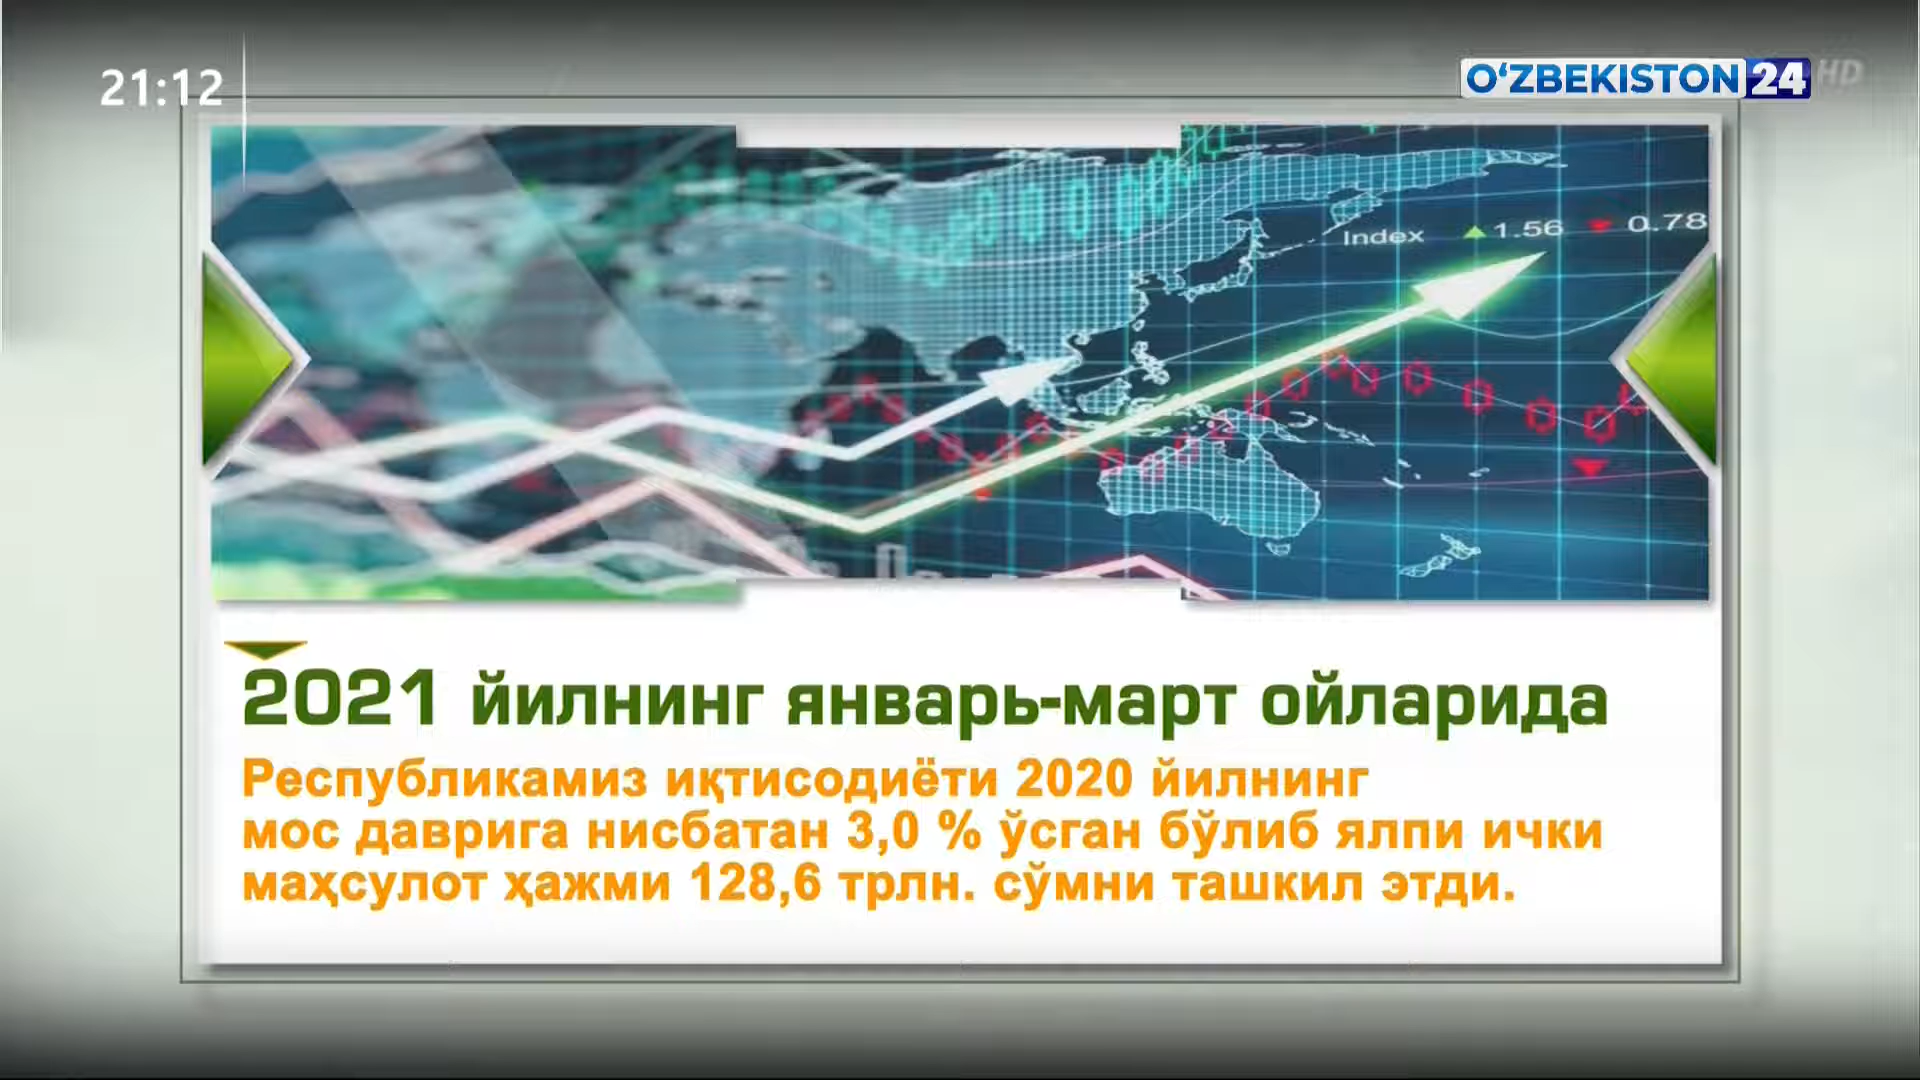 21:12
O‘ZBEKISTON 24 HD
Index 1.56 0.78
2021 йилнинг январь-март ойларида
Республикамиз иқтисодиёти 2020 йилнинг
мос даврига нисбатан 3,0 % ўсган бўлиб ялпи ички
маҳсулот ҳажми 128,6 трлн. сўмни ташкил этди.